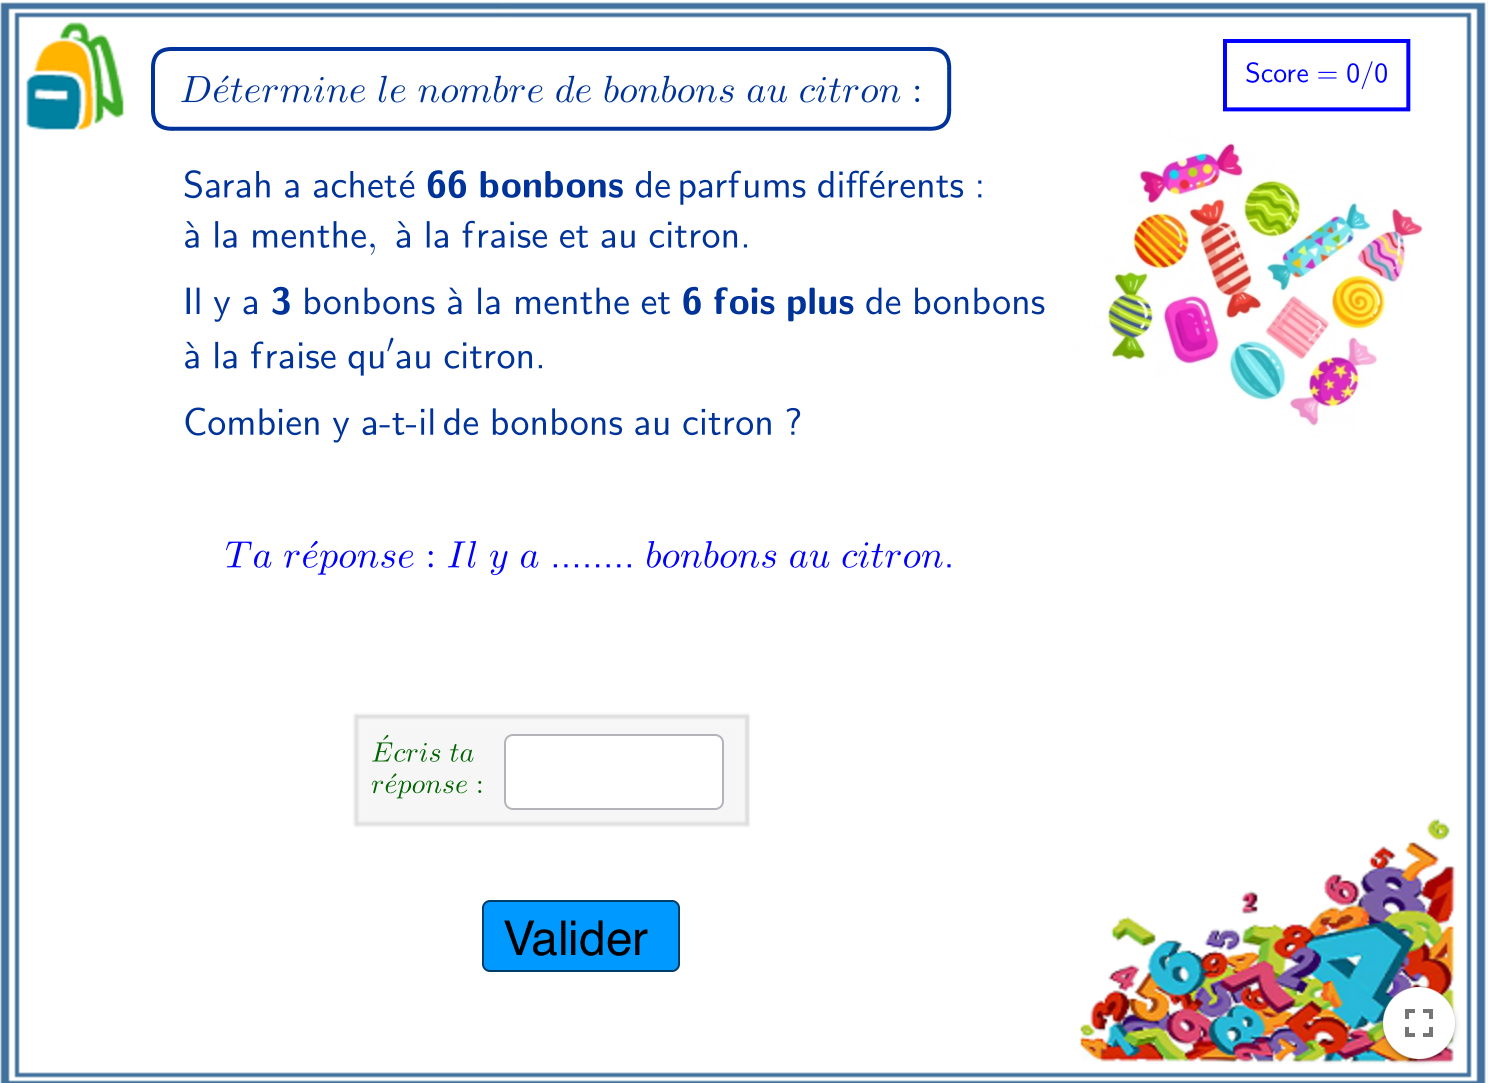 Détermine le nombre de bonbons au citron :
Score = 0/0
Sarah a acheté 66 bonbons de parfums différents :
à la menthe, à la fraise et au citron.
Il y a 3 bonbons à la menthe et 6 fois plus de bonbons
à la fraise qu'au citron.
Combien y a-t-il de bonbons au citron ?
Ta réponse : Il y a ........ bonbons au citron.
Écris ta
réponse :
Valider